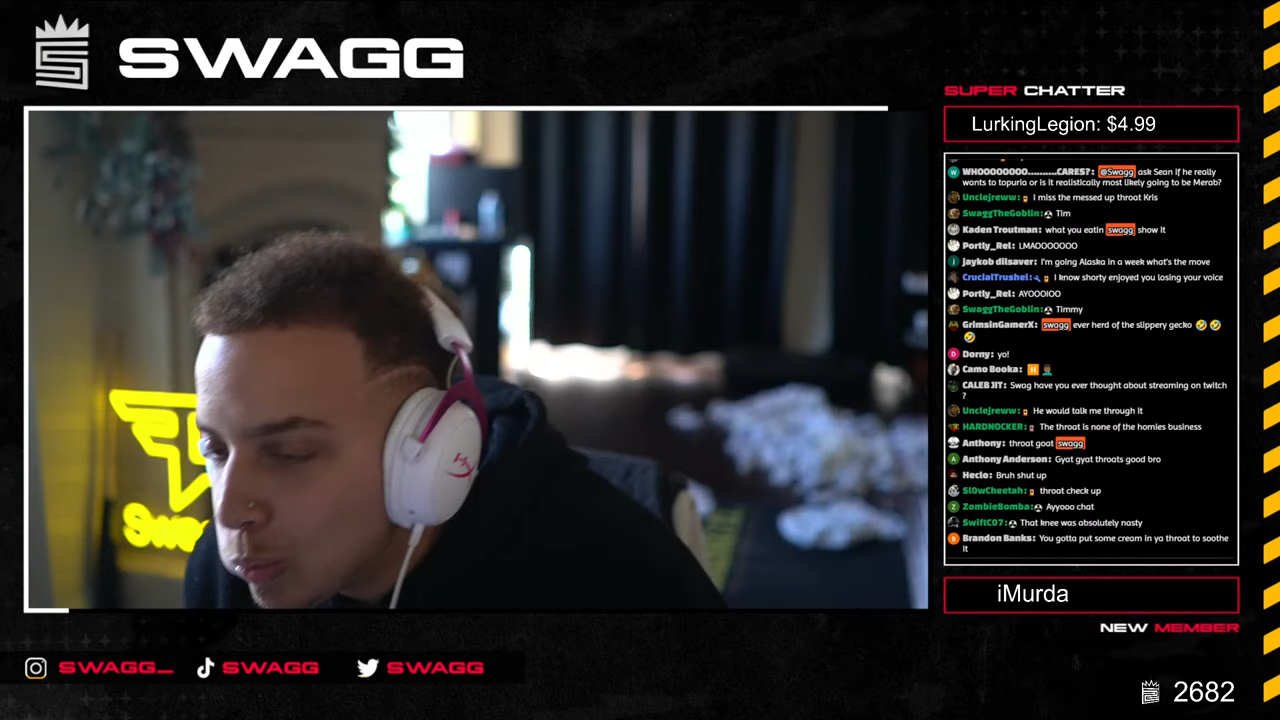 SWAGG
SUPER CHATTER
LurkingLegion: $4.99
WHOOOOOOOO..........CARES?: @Swagg ask Sean if he really
wants to topuria or is it realistically most likely going to be Merab?
Unclejreww: I miss the messed up throat Kris
SwaggTheGoblin: Tim
Kaden Troutman: what you eatin swagg show it
Portly_Rel: LMAOOOOOOO
Jaykob dilsaver: I'm going Alaska in a week what's the move
CrucialTrushel: I know shorty enjoyed you losing your voice
Portly_Rel: AYOOOIOO
SwaggTheGoblin: Timmy
GrimsinGamerX: swagg ever herd of the slippery gecko
Dorny: yo!
Camo Booka:
CALEB JIT: Swag have you ever thought about streaming on twitch
?
Unclejreww: He would talk me through it
HARDNOCKER: The throat is none of the homies business
Anthony: throat goat swagg
Anthony Anderson: Gyat gyat throats good bro
Heclo: Bruh shut up
Sl0wCheetah: throat check up
ZombieBomba: Ayyooo chat
SwiftC07: That knee was absolutely nasty
Brandon Banks: You gotta put some cream in ya throat to soothe
it
iMurda
NEW MEMBER
SWAGG_ SWAGG SWAGG
2682